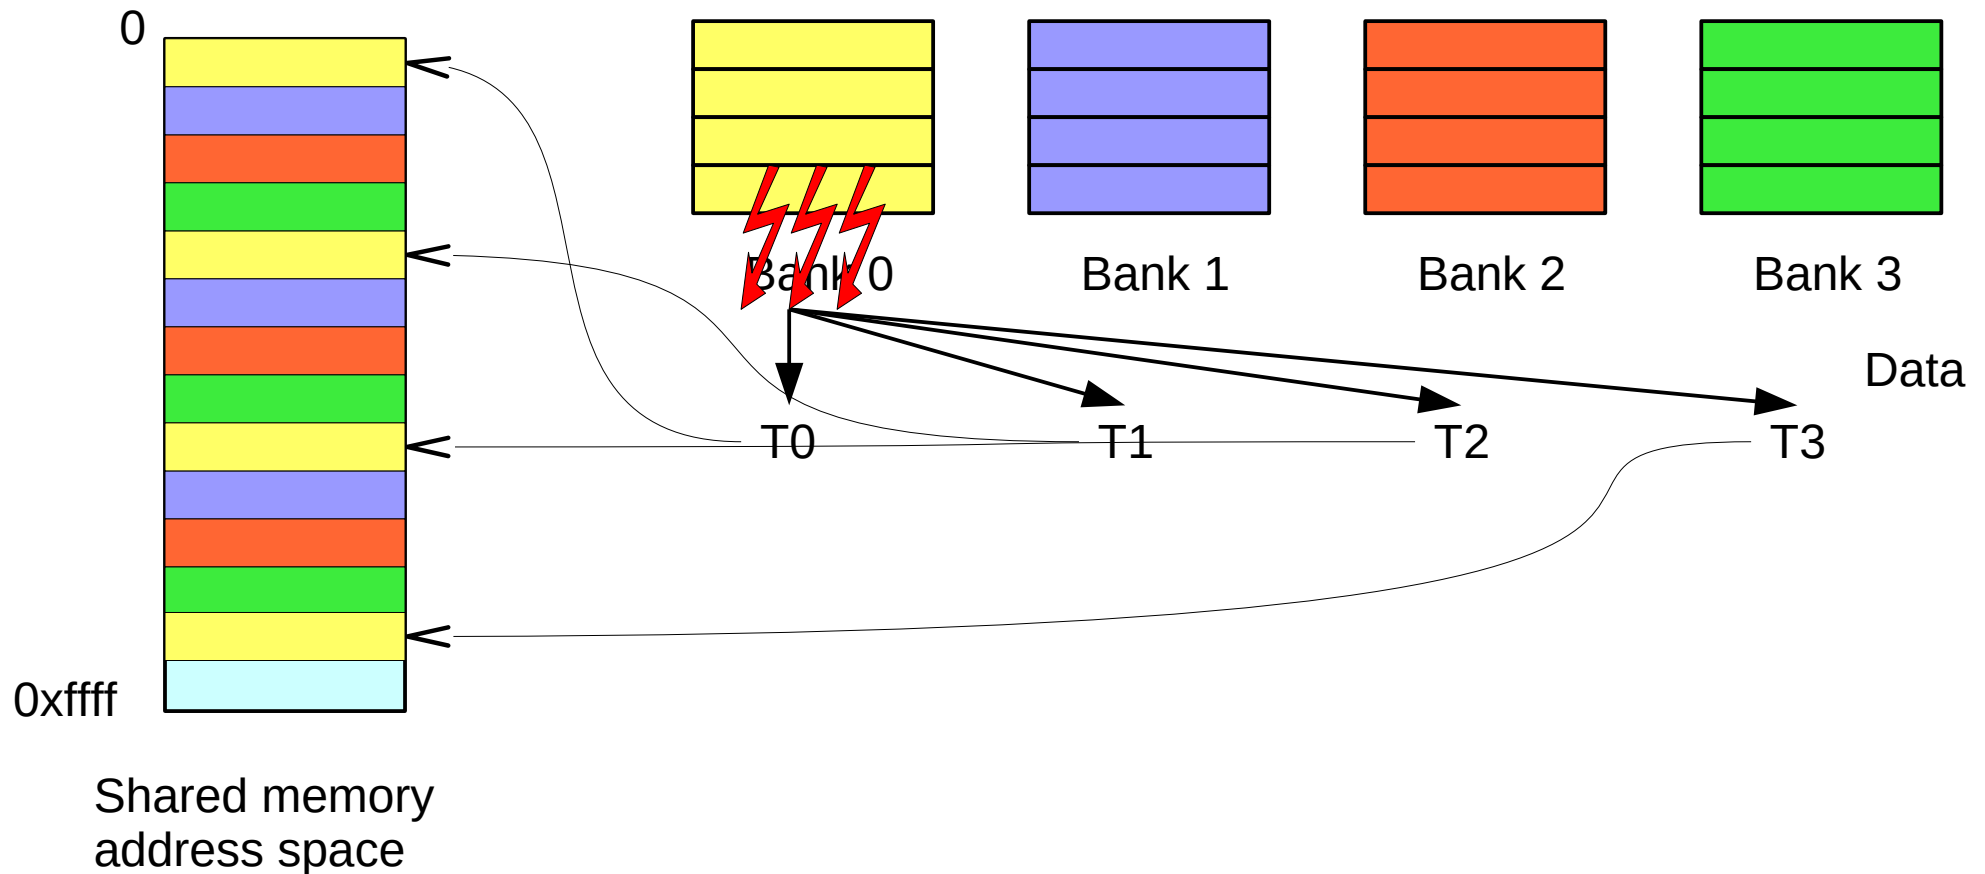 0
Bank 0
Bank 1
Bank 2
Bank 3
Data
T0
T1
T2
T3
0xffff
Shared memory
address space